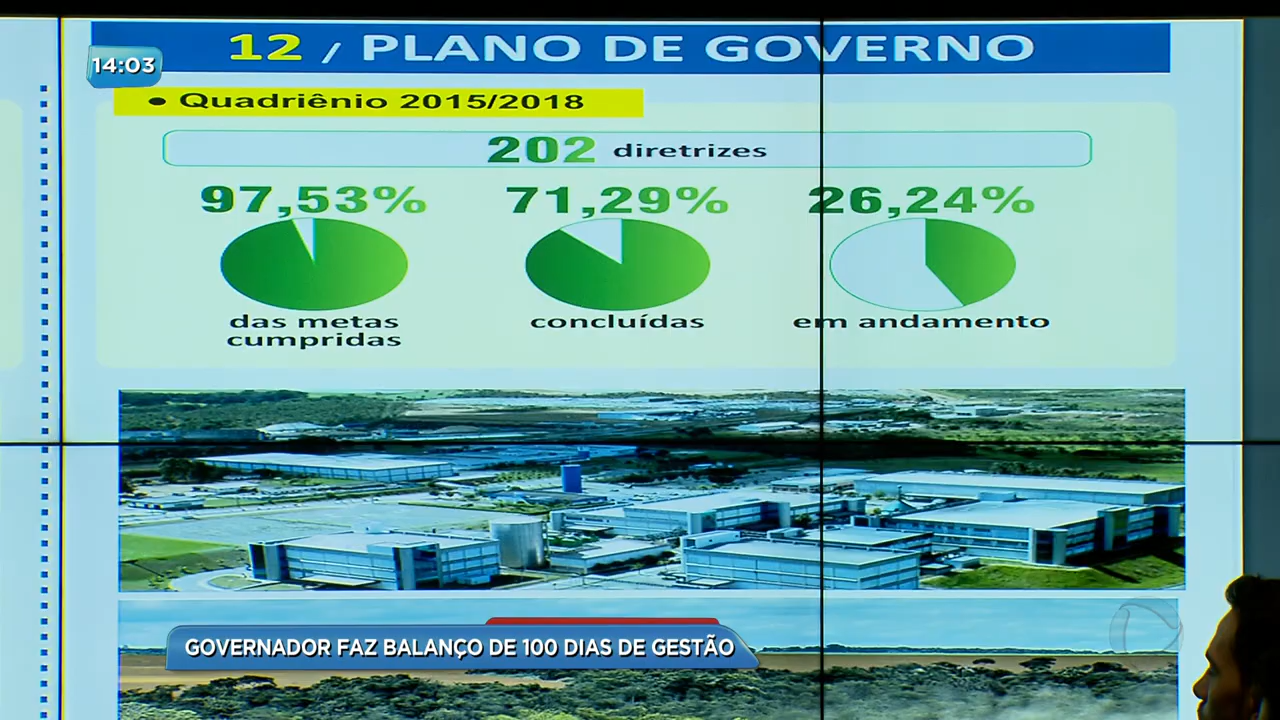 12 / PLANO DE GOVERNO
14:03
• Quadriênio 2015/2018
202 diretrizes
97,53%
das metas
cumpridas
71,29%
concluídas
26,24%
em andamento
GOVERNADOR FAZ BALANÇO DE 100 DIAS DE GESTÃO